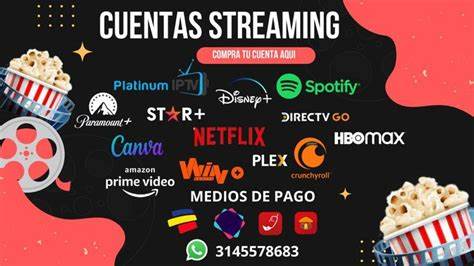 CUENTAS STREAMING
COMPRA TU CUENTA AQUI
Platinum IPTV
Disney+
Spotify
Paramount+
STAR+
DIRECTV GO
Canva
NETFLIX
HBOmax
amazon
prime video
Win+
PLEX
crunchyroll
MEDIOS DE PAGO
3145578683